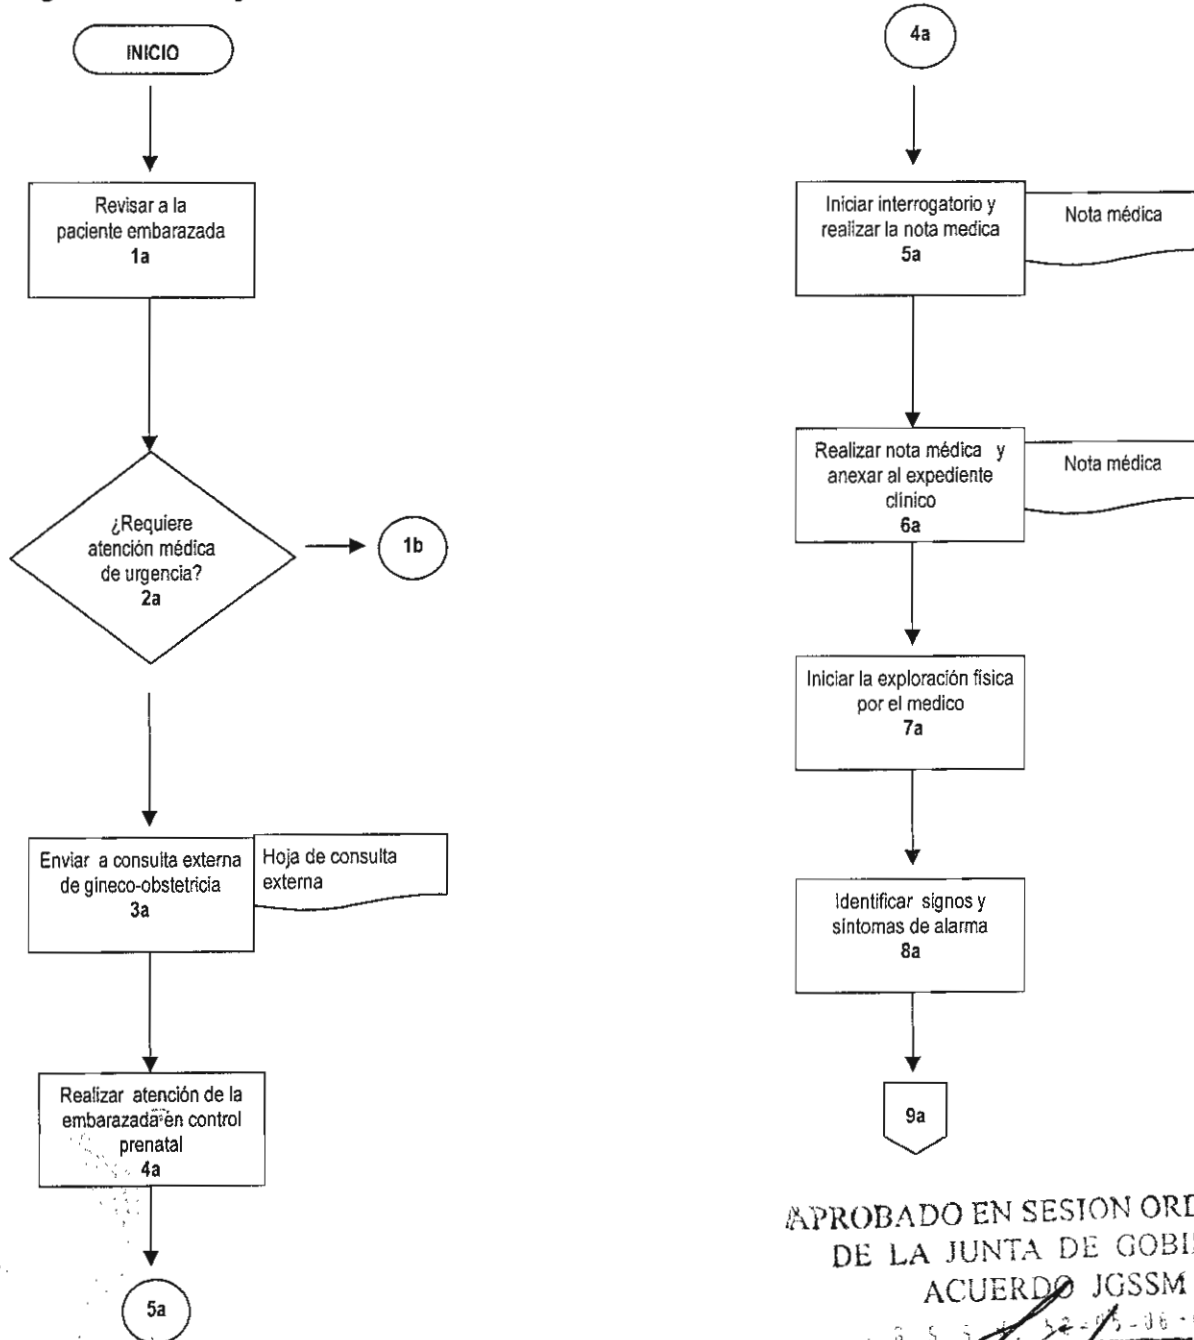 INICIO
Revisar a la
paciente embarazada
1a
¿Requiere
atención médica
de urgencia?
2a
1b
Enviar a consulta externa
de gineco-obstetricia
3a
Hoja de consulta
externa
Realizar atención de la
embarazada en control
prenatal
4a
5a
4a
Iniciar interrogatorio y
realizar la nota medica
5a
Nota médica
Realizar nota médica y
anexar al expediente
clínico
6a
Nota médica
Iniciar la exploración física
por el medico
7a
Identificar signos y
síntomas de alarma
8a
9a
APROBADO EN SESION
DE LA JUNTA DE
ACUERDO JGSSM